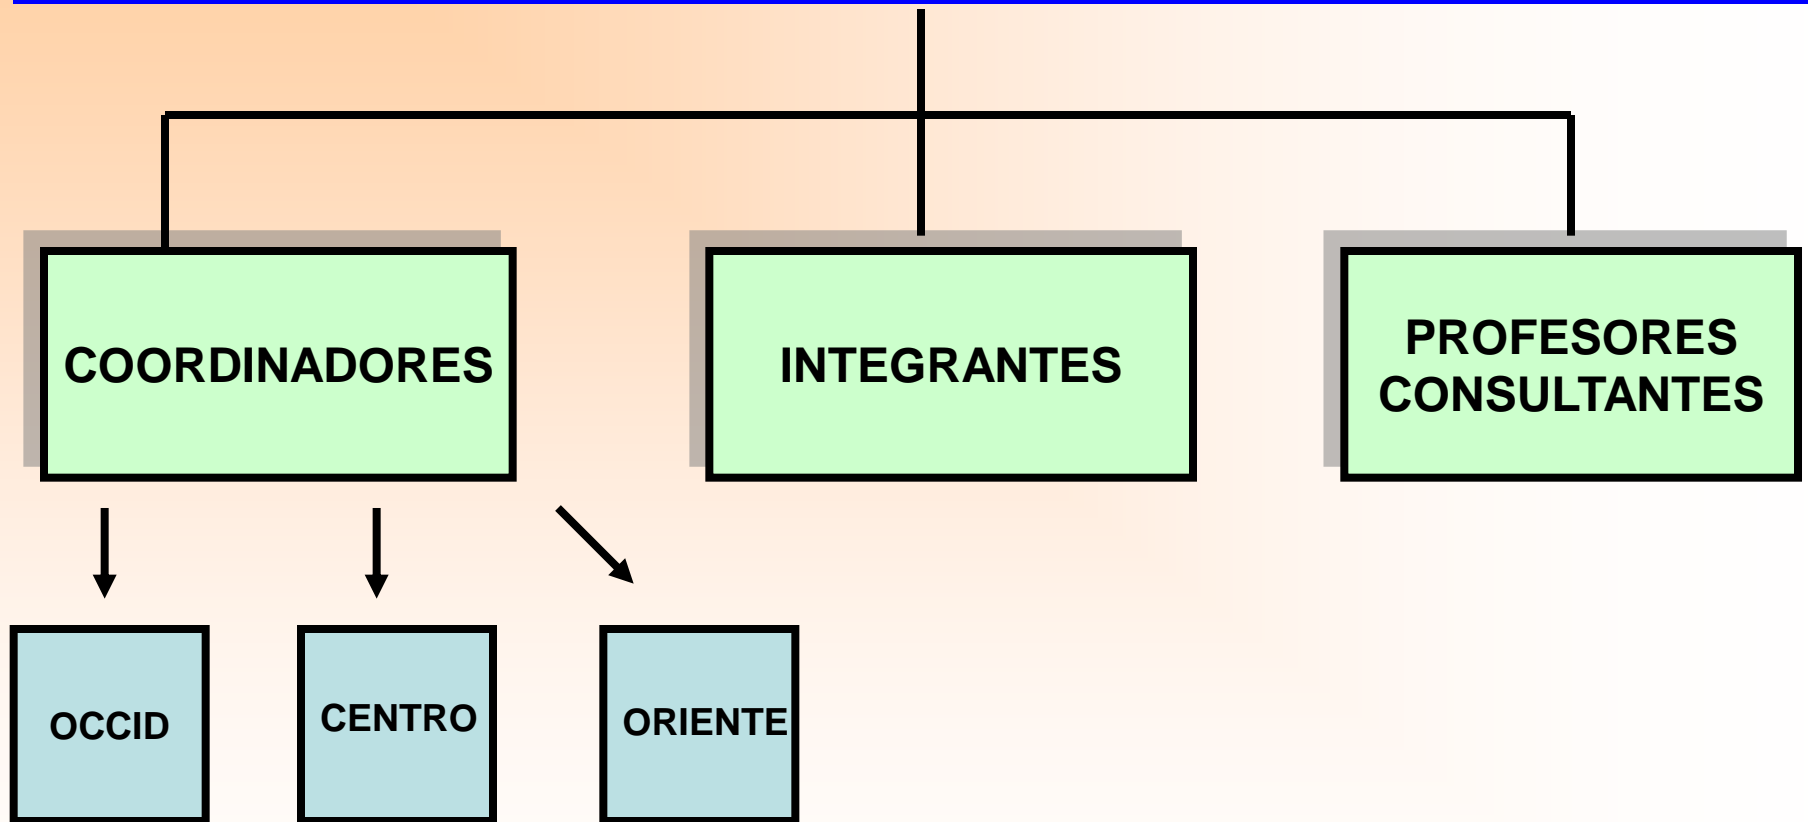 COORDINADORES
INTEGRANTES
PROFESORES
CONSULTANTES
OCCID
CENTRO
ORIENTE